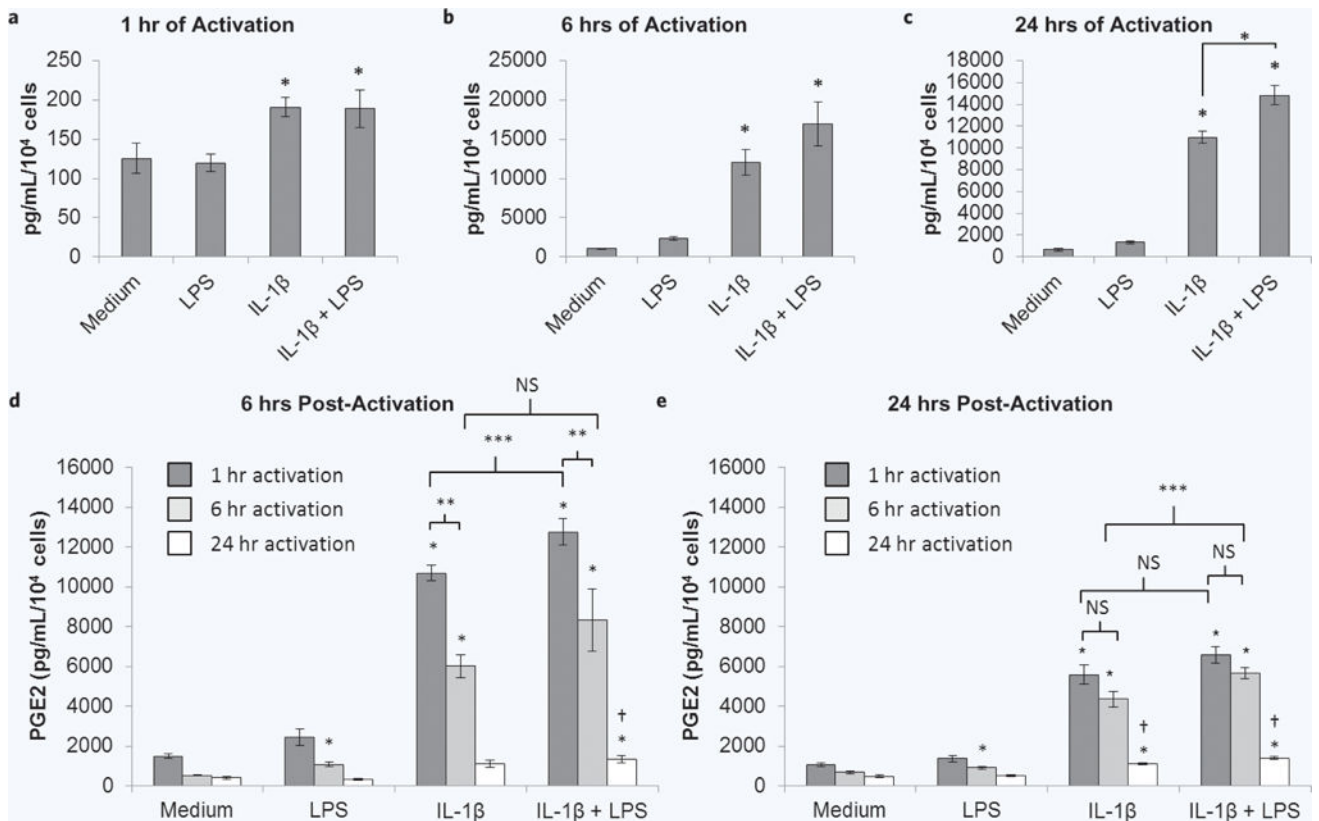 a 1 hr of Activation
pg/mL/10⁴ cells
250
200
150
100
50
0
*
*
Medium
LPS
IL-1β
IL-1β + LPS
b 6 hrs of Activation
pg/mL/10⁴ cells
25000
20000
15000
10000
5000
0
*
*
Medium
LPS
IL-1β
IL-1β + LPS
c 24 hrs of Activation
pg/mL/10⁴ cells
18000
16000
14000
12000
10000
8000
6000
4000
2000
0
*
*
*
Medium
LPS
IL-1β
IL-1β + LPS
d 6 hrs Post-Activation
PGE2 (pg/mL/10⁴ cells)
16000
14000
12000
10000
8000
6000
4000
2000
0
1 hr activation
6 hr activation
24 hr activation
NS
***
**
**
*
*
*
*
*
†
*
Medium
LPS
IL-1β
IL-1β + LPS
e 24 hrs Post-Activation
PGE2 (pg/mL/10⁴ cells)
16000
14000
12000
10000
8000
6000
4000
2000
0
1 hr activation
6 hr activation
24 hr activation
***
NS
NS
NS
*
*
*
*
*
†
*
†
*
Medium
LPS
IL-1β
IL-1β + LPS